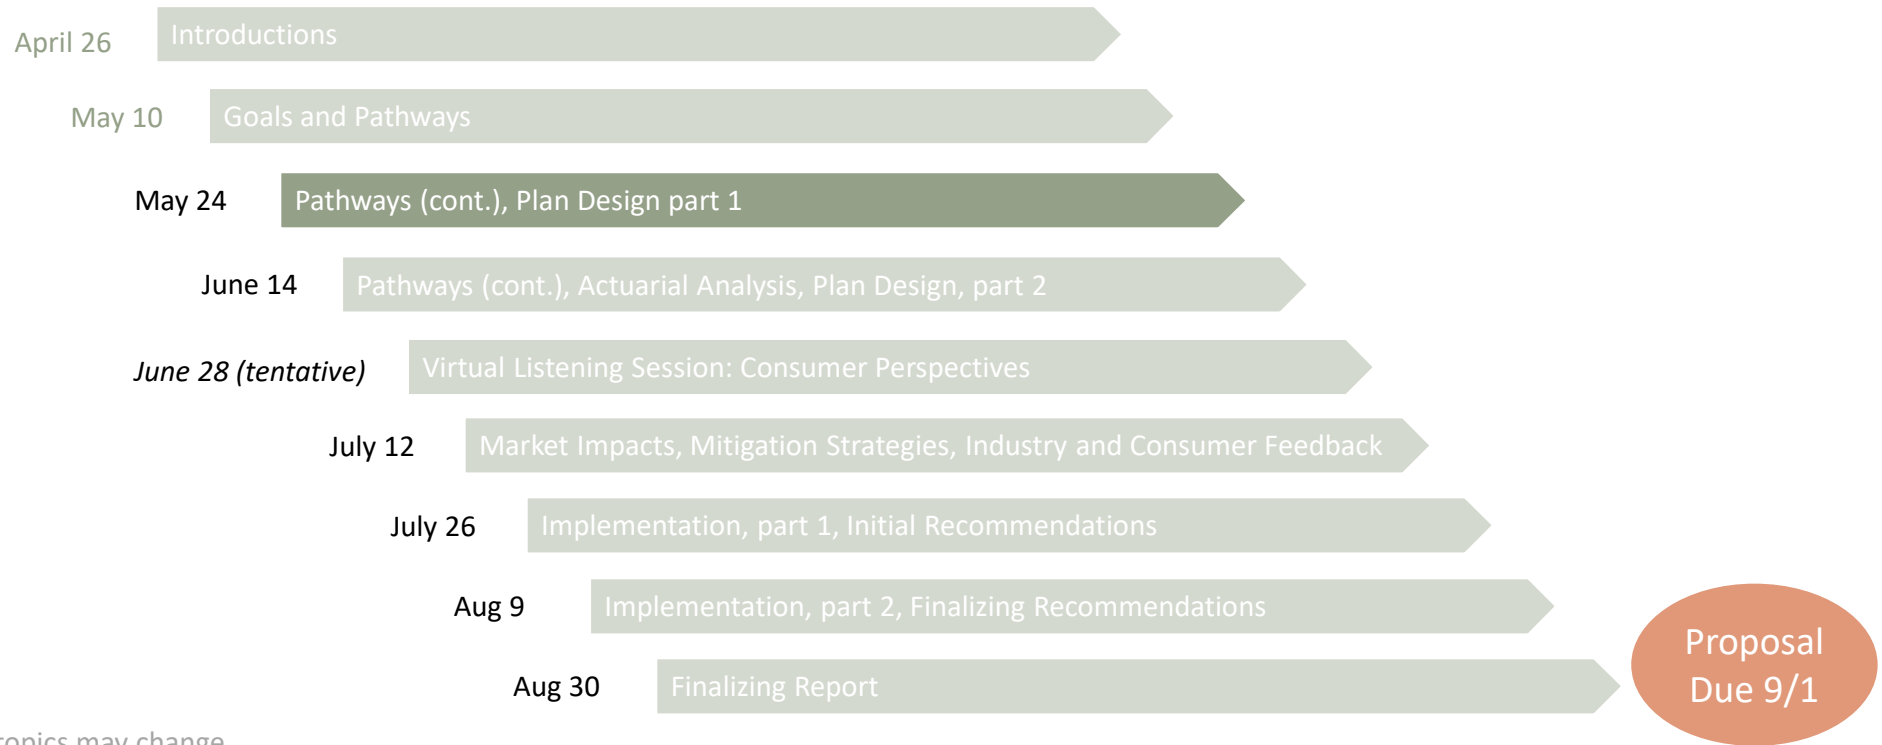 April 26
Introductions
May 10
Goals and Pathways
May 24
Pathways (cont.), Plan Design part 1
June 14
Pathways (cont.), Actuarial Analysis, Plan Design, part 2
June 28 (tentative)
Virtual Listening Session: Consumer Perspectives
July 12
Market Impacts, Mitigation Strategies, Industry and Consumer Feedback
July 26
Implementation, part 1, Initial Recommendations
Aug 9
Implementation, part 2, Finalizing Recommendations
Aug 30
Finalizing Report
Proposal
Due 9/1
topics may change